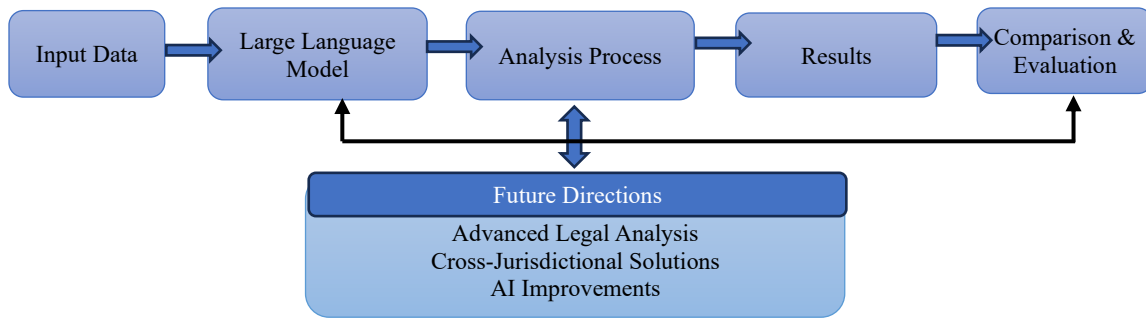 Input Data
Large Language
Model
Analysis Process
Results
Comparison &
Evaluation
Future Directions
Advanced Legal Analysis
Cross-Jurisdictional Solutions
AI Improvements